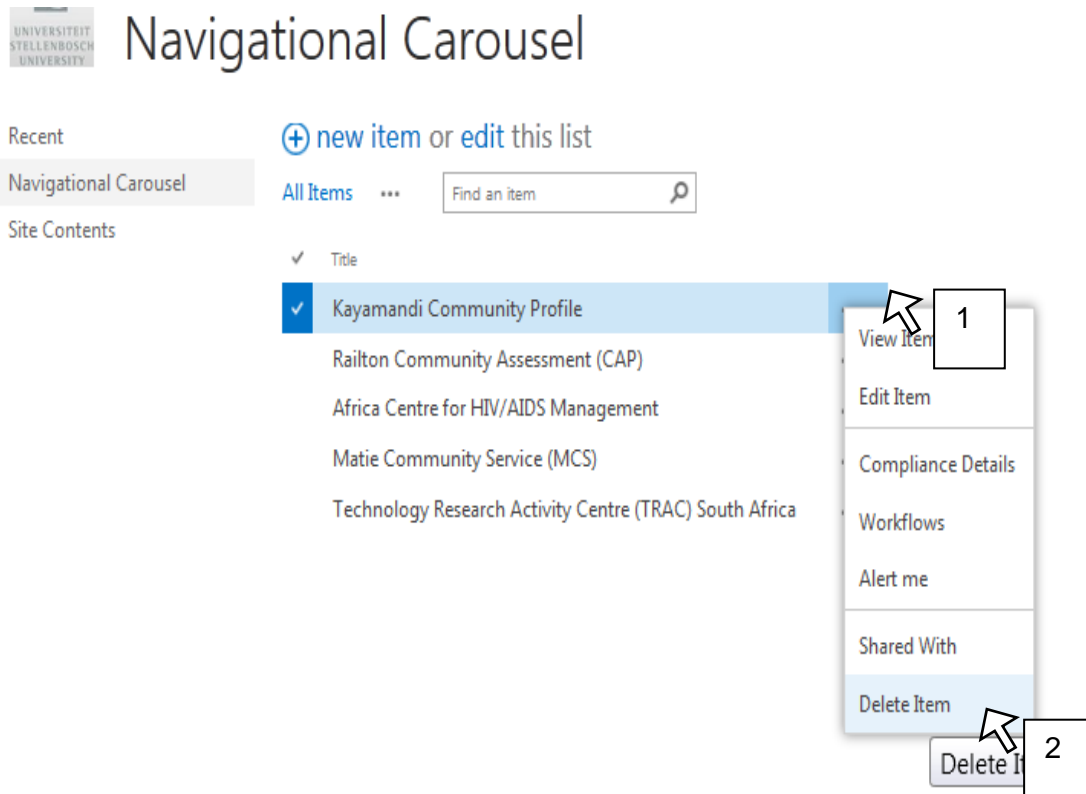 UNIVERSITEIT
STELLENBOSCH
UNIVERSITY
Navigational Carousel
Recent
Navigational Carousel
Site Contents
new item or edit this list
All Items ...
Find an item
Title
Kayamandi Community Profile
Railton Community Assessment (CAP)
Africa Centre for HIV/AIDS Management
Matie Community Service (MCS)
Technology Research Activity Centre (TRAC) South Africa
1
View Item
Edit Item
Compliance Details
Workflows
Alert me
Shared With
Delete Item
2
Delete